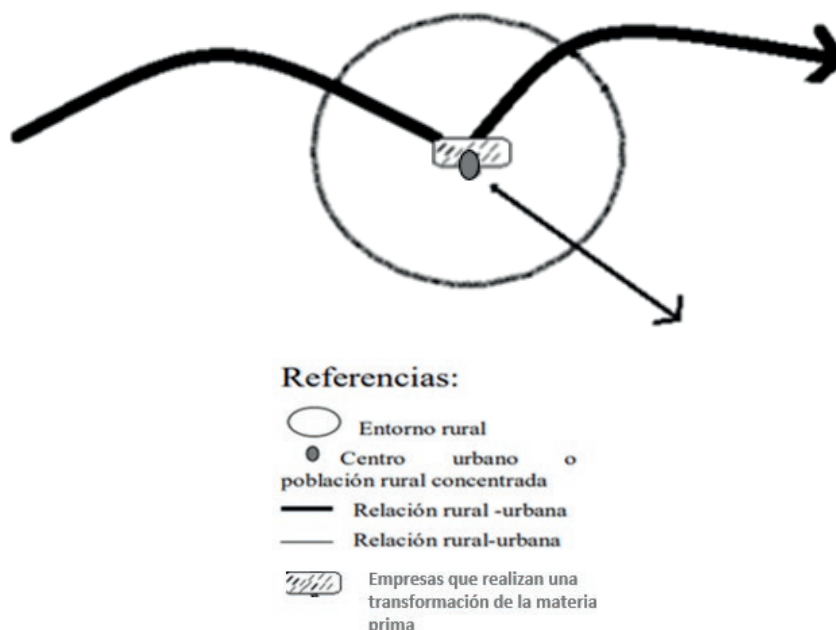 Referencias:
Entorno rural
Centro urbano o
población rural concentrada
Relación rural -urbana
Relación rural-urbana
Empresas que realizan una
transformación de la materia
prima